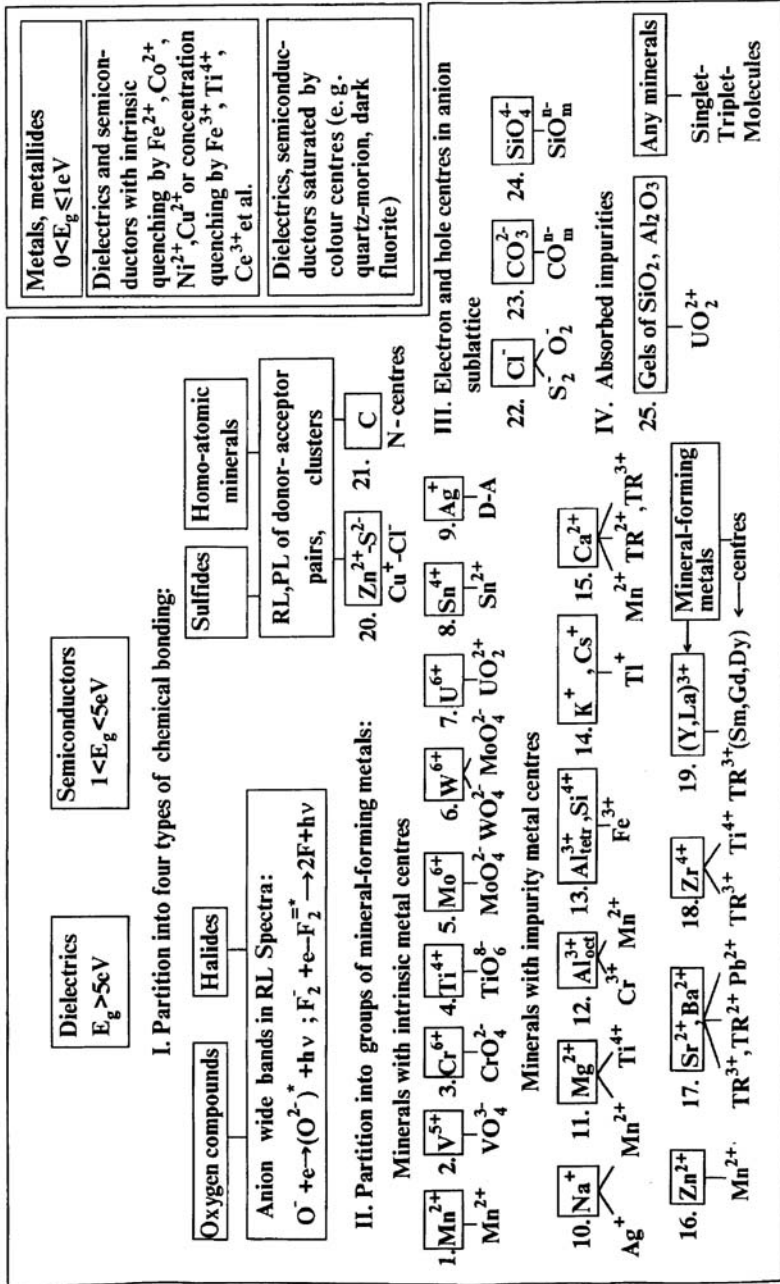 Dielectrics
E_g>5eV
Semiconductors
1<E_g<5eV
Metals, metallides
0<E_g⩽1eV
Dielectrics and semicon-
ductors with intrinsic
quenching by Fe²⁺,Co²⁺,
Ni²⁺,Cu²⁺ or concentration
quenching by Fe³⁺,Ti⁴⁺,
Ce³⁺et al.
Dielectrics, semiconduc-
ductors saturated by
colour centres (e. g.
quartz-morion, dark
fluorite)
I. Partition into four types of chemical bonding:
Oxygen compounds
Halides
Sulfides
Homo-atomic
minerals
Anion wide bands in RL Spectra:
O⁻+e→(O²⁻)*+hν ; F₂⁻+e–F₂⁼*→2F+hν
RL,PL of donor-acceptor
pairs, clusters
20. Zn²⁺–S²⁻
Cu⁺-Cl⁻
21. C
N-centres
II. Partition into groups of mineral-forming metals:
Minerals with intrinsic metal centres
1. Mn²⁺ 2. V⁵⁺ 3. Cr⁶⁺ 4. Ti⁴⁺ 5. Mo⁶⁺ 6. W⁶⁺ 7. U⁶⁺ 8. Sn⁴⁺ 9. Ag⁺
Mn²⁺ VO₄³⁻ CrO₄²⁻ TiO₆⁸⁻ MoO₄²⁻ WO₄²⁻ MoO₄²⁻ UO₂²⁺ Sn²⁺ D-A
Minerals with impurity metal centres
10. Na⁺ 11. Mg²⁺ 12. Al³⁺oct 13. Al³⁺tetr,Si⁴⁺ 14. K⁺ , Cs⁺ 15. Ca²⁺
Ag⁺ Mn²⁺ Ti⁴⁺ Cr³⁺ Mn²⁺ Fe³⁺ Tl⁺ Mn²⁺ TR²⁺,TR³⁺
16. Zn²⁺ 17. Sr²⁺,Ba²⁺ 18. Zr⁴⁺ 19. (Y,La)³⁺
Mineral-forming
metals
Mn²⁺ TR³⁺,TR²⁺ Pb²⁺ TR³⁺ Ti⁴⁺ TR³⁺(Sm,Gd,Dy) ←centres
III. Electron and hole centres in anion
sublattice
22. Cl⁻ 23. CO₃²⁻ 24. SiO₄⁴⁻
S₂⁻ O₂⁻ COₘⁿ⁻ SiOₘⁿ⁻
IV. Absorbed impurities
25. Gels of SiO₂, Al₂O₃
Any minerals
UO₂²⁺
Singlet-
Triplet-
Molecules